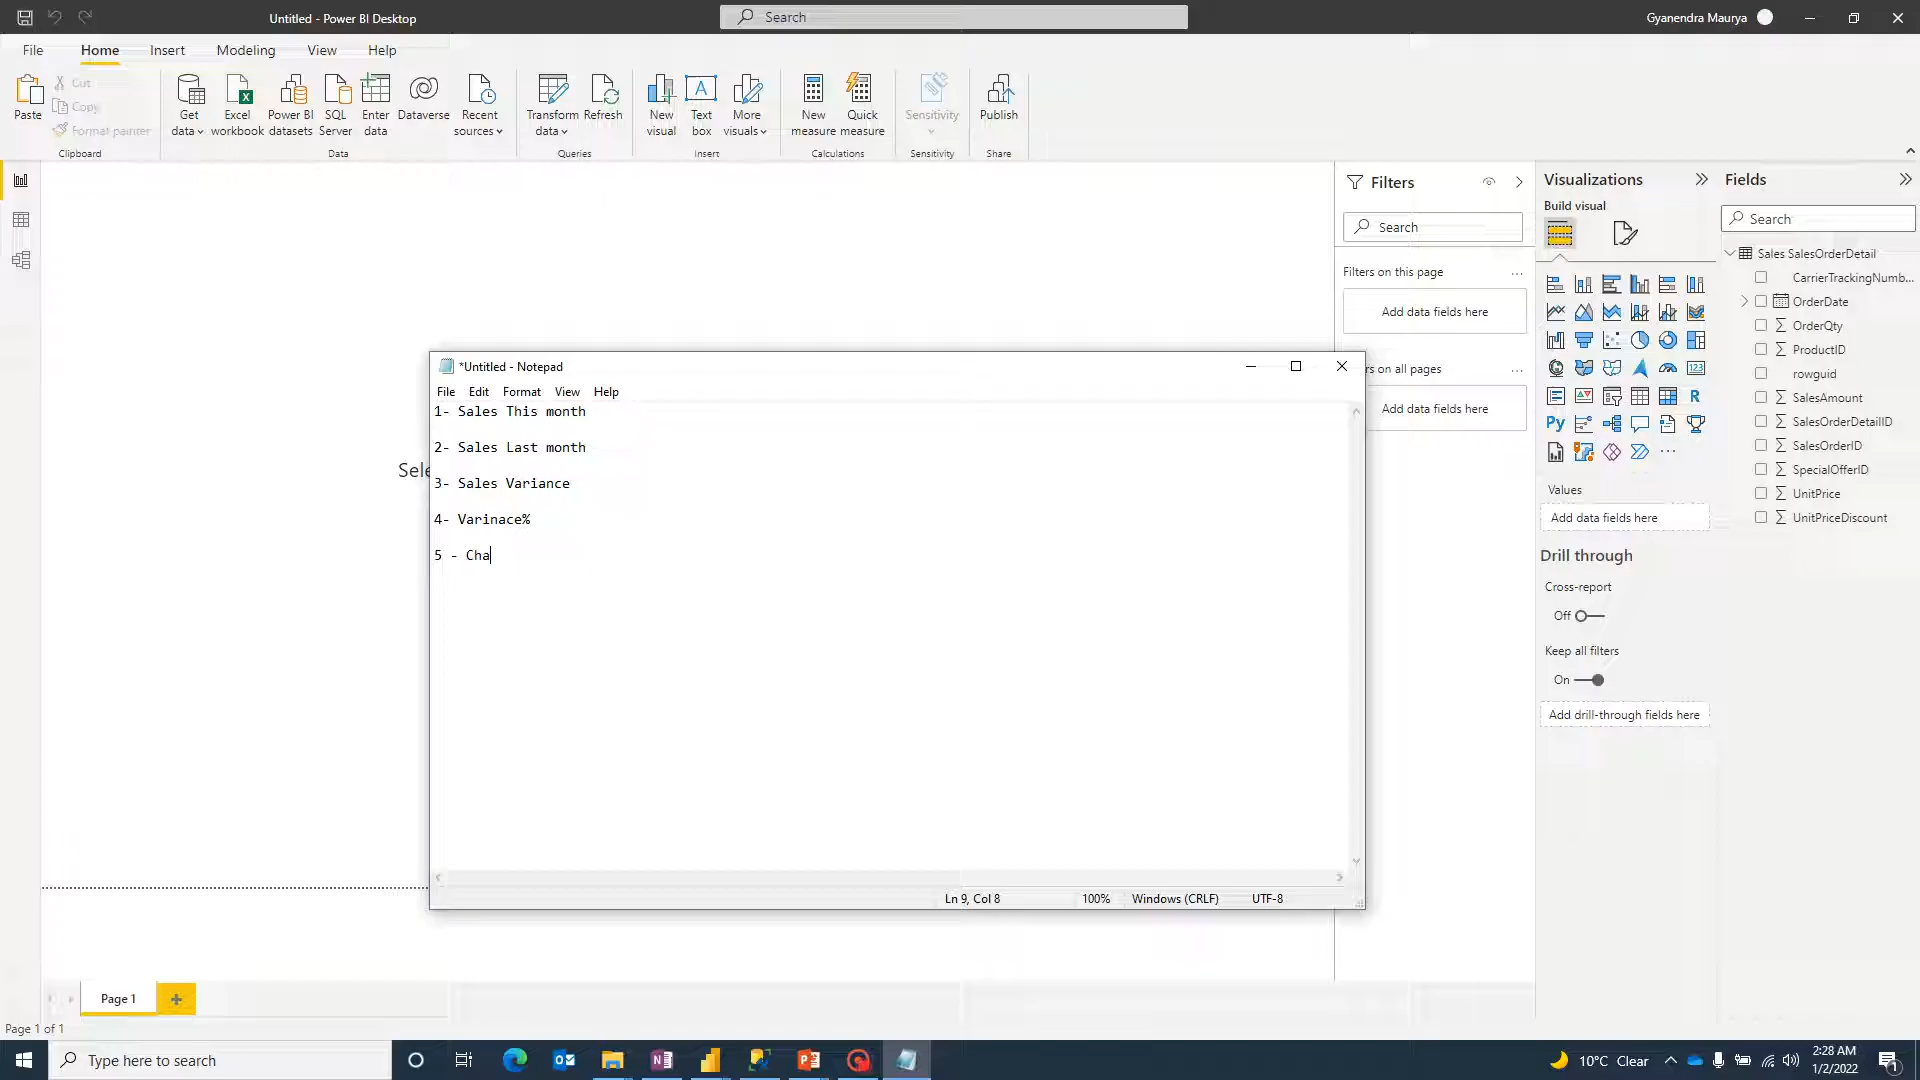 Untitled - Power BI Desktop
Search
Gyanendra Maurya
File
Home
Insert
Modeling
View
Help
Paste
Cut
Copy
Format painter
Clipboard
Get data
Excel workbook
Power BI datasets
SQL Server
Enter data
Dataverse
Recent sources
Data
Transform data
Refresh
Queries
New visual
Text box
More visuals
Insert
New measure
Quick measure
Calculations
Sensitivity
Sensitivity
Publish
Share
Sele
*Untitled - Notepad
File Edit Format View Help
1- Sales This month
2- Sales Last month
3- Sales Variance
4- Varinace%
5 - Cha
Ln 9, Col 8
100%
Windows (CRLF)
UTF-8
Filters
Search
Filters on this page
...
Add data fields here
rs on all pages
...
Add data fields here
Visualizations
Build visual
123
R
Py
...
Values
Add data fields here
Drill through
Cross-report
Off
Keep all filters
On
Add drill-through fields here
Fields
Search
Sales SalesOrderDetail
CarrierTrackingNumb...
OrderDate
OrderQty
ProductID
rowguid
SalesAmount
SalesOrderDetailID
SalesOrderID
SpecialOfferID
UnitPrice
UnitPriceDiscount
Page 1
Page 1 of 1
Type here to search
10°C Clear
2:28 AM
1/2/2022
1